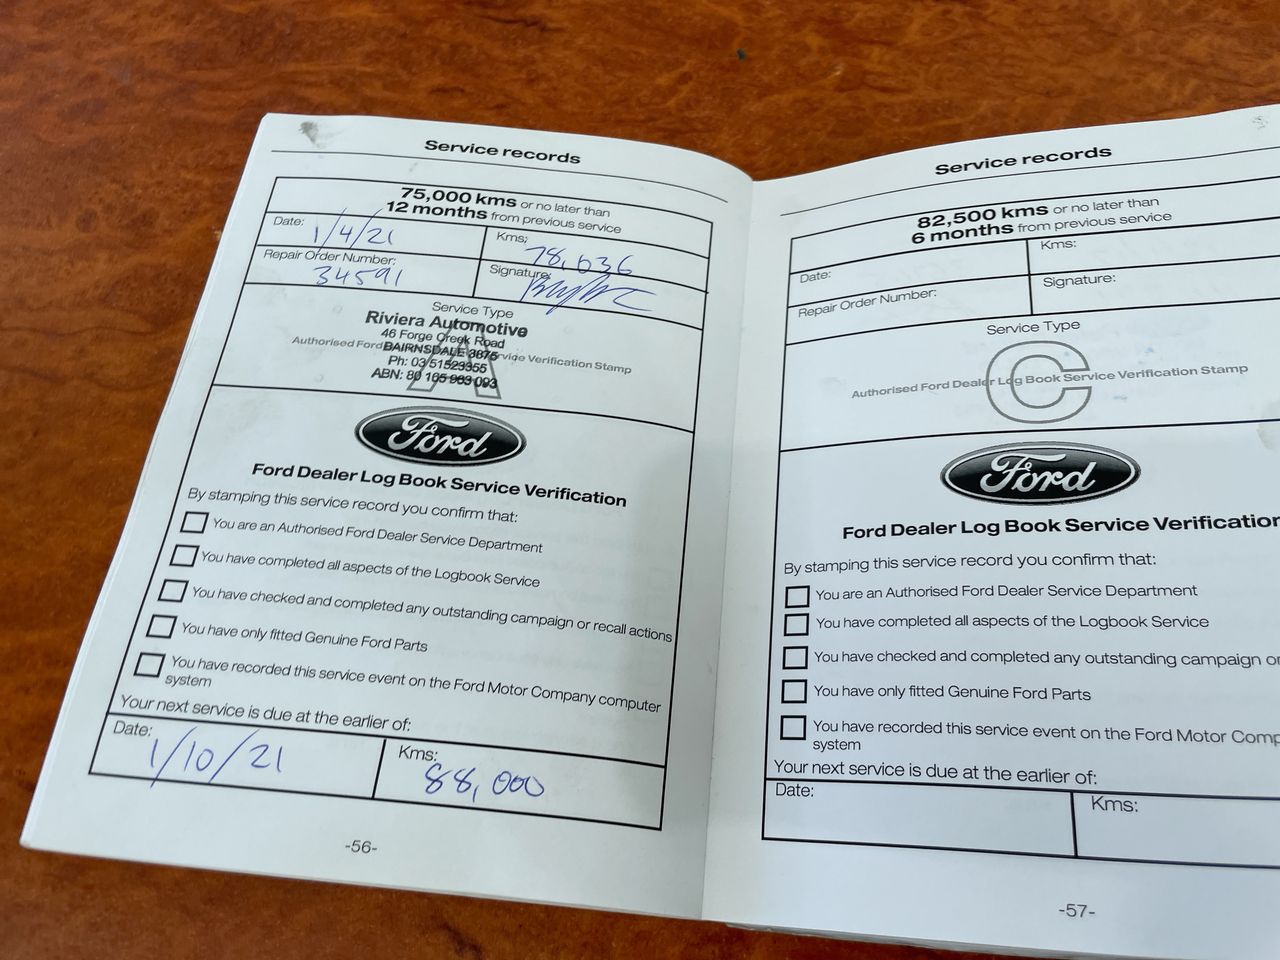 Service records
75,000 kms or no later than
12 months from previous service
Date: 1/4/21
Kms: 78,036
Repair Order Number: 34591
Signature:
Service Type
A
Riviera Automotive
46 Forge Creek Road
BAIRNSDALE 3875
Ph: 03 51523355
ABN: 80 165 983 093
Authorised Ford vice Verification Stamp
Ford
Ford Dealer Log Book Service Verification
By stamping this service record you confirm that:
You are an Authorised Ford Dealer Service Department
You have completed all aspects of the Logbook Service
You have checked and completed any outstanding campaign or recall actions
You have only fitted Genuine Ford Parts
You have recorded this service event on the Ford Motor Company computer
system
Your next service is due at the earlier of:
Date: 1/10/21
Kms: 88,000
-56-
Service records
82,500 kms or no later than
6 months from previous service
Date:
Kms:
Repair Order Number:
Signature:
Service Type
C
Authorised Ford Dealer Log Book Service Verification Stamp
Ford
Ford Dealer Log Book Service Verification
By stamping this service record you confirm that:
You are an Authorised Ford Dealer Service Department
You have completed all aspects of the Logbook Service
You have checked and completed any outstanding campaign or
You have only fitted Genuine Ford Parts
You have recorded this service event on the Ford Motor Comp
system
Your next service is due at the earlier of:
Date:
Kms:
-57-